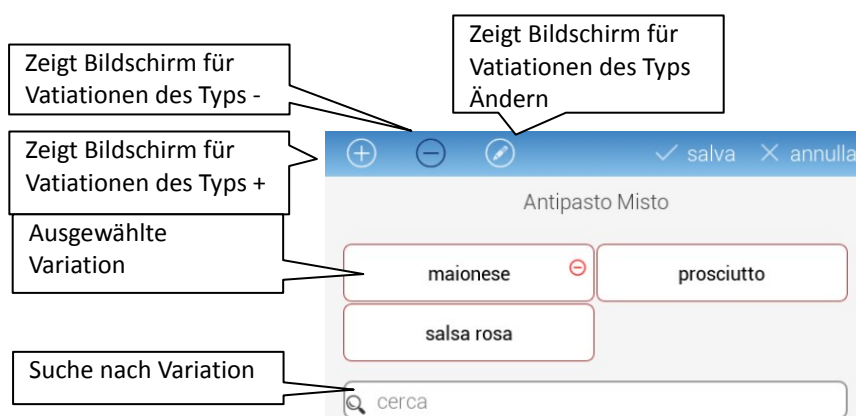 Zeigt Bildschirm für
Vatiationen des Typs
Ändern
Zeigt Bildschirm für
Vatiationen des Typs -
Zeigt Bildschirm für
Vatiationen des Typs +
salva annulla
Antipasto Misto
Ausgewählte
Variation
maionese prosciutto
salsa rosa
Suche nach Variation
cerca